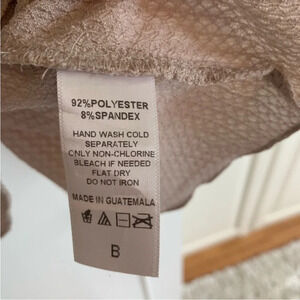 92%POLYESTER
8%SPANDEX
HAND WASH COLD
SEPARATELY
ONLY NON-CHLORINE
BLEACH IF NEEDED
FLAT DRY
DO NOT IRON
MADE IN GUATEMALA
B